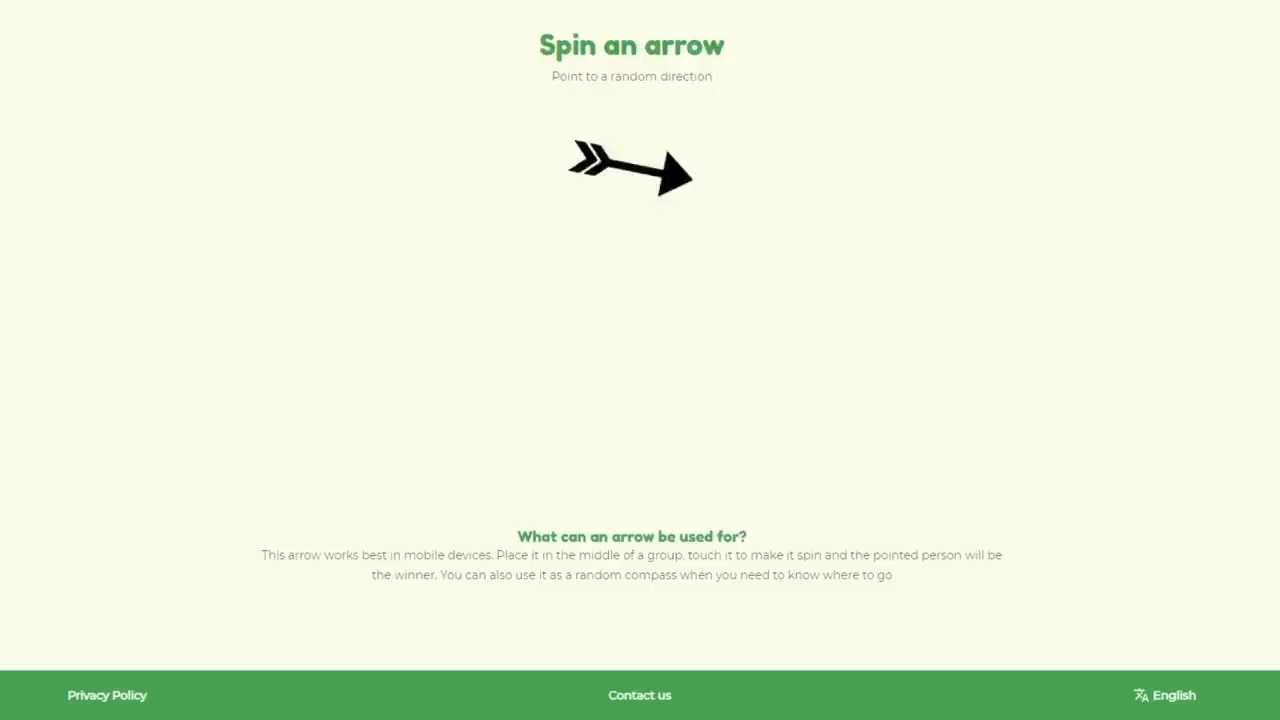 Spin an arrow
Point to a random direction
What can an arrow be used for?
This arrow works best in mobile devices. Place it in the middle of a group, touch it to make it spin and the pointed person will be
the winner. You can also use it as a random compass when you need to know where to go
Privacy Policy
Contact us
English